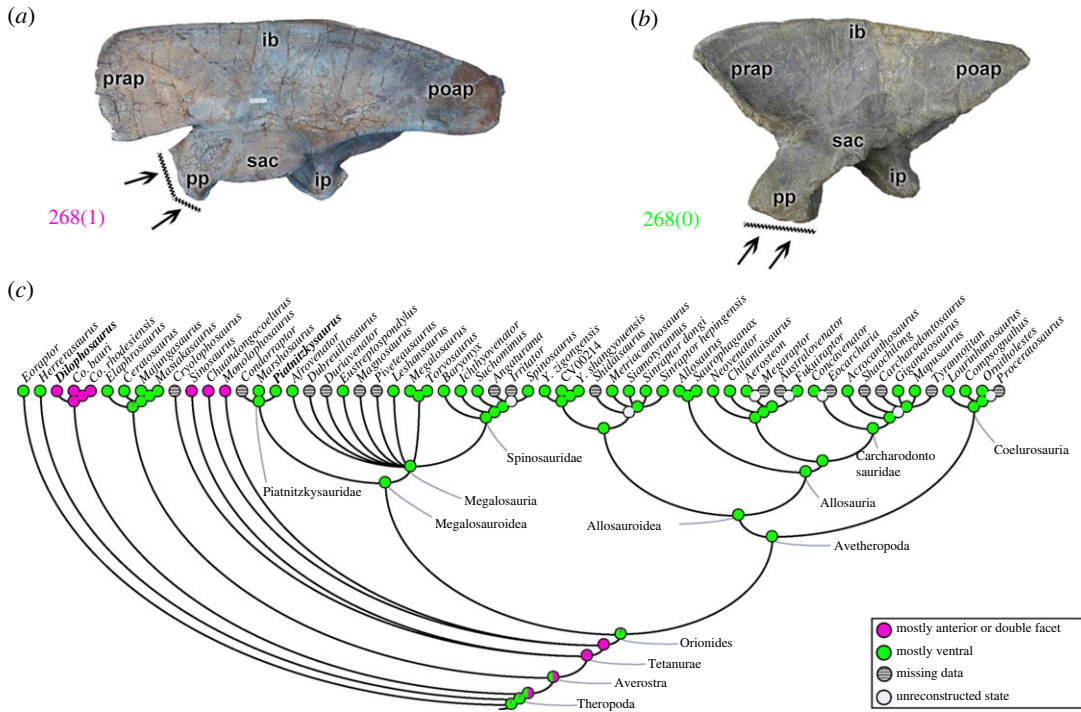 (a)
(b)
ib
prap
poap
sac
pp
ip
268(1)
ib
prap
poap
sac
ip
pp
268(0)
(c)
Eoraptor
Herrerasaurus
Dilophosaurus
Co. bauri
rhodesiensis
Elaphrosaurus
Ceratosaurus
Majungasaurus
Masiakasaurus
Cryolophosaurus
Sinosaurus
Chuandongocoelurus
Monolophosaurus
Condorraptor
Marshosaurus
Piatnitzkysaurus
Afrovenator
Dubreuillosaurus
Duriavenator
Eustreptospondylus
Magnosaurus
Piveteausaurus
Leshansaurus
Megalosaurus
Torvosaurus
Baryonyx
Ichthyovenator
Suchomimus
Angaturama
Irritator
Spinosaurus
zigongensis
CV00214
shangyouensis
Shidaisaurus
Metriacanthosaurus
Siamotyrannus
Sinraptor dongi
Sinraptor hepingensis
Allosaurus
Saurophaganax
Neovenator
Chilantaisaurus
Aerosteon
Megaraptor
Australovenator
Fukuiraptor
Concavenator
Eocarcharia
Acrocanthosaurus
Shaochilong
Carcharodontosaurus
Giganotosaurus
Mapusaurus
Tyrannotitan
Lourinhanosaurus
Compsognathus
Ornitholestes
Proceratosaurus
Spinosauridae
Piatnitzkysauridae
Megalosauria
Megalosauroidea
Carcharodonto
sauridae
Coelurosauria
Allosauria
Allosauroidea
Avetheropoda
Orionides
Tetanurae
Averostra
Theropoda
mostly anterior or double facet
mostly ventral
missing data
unreconstructed state